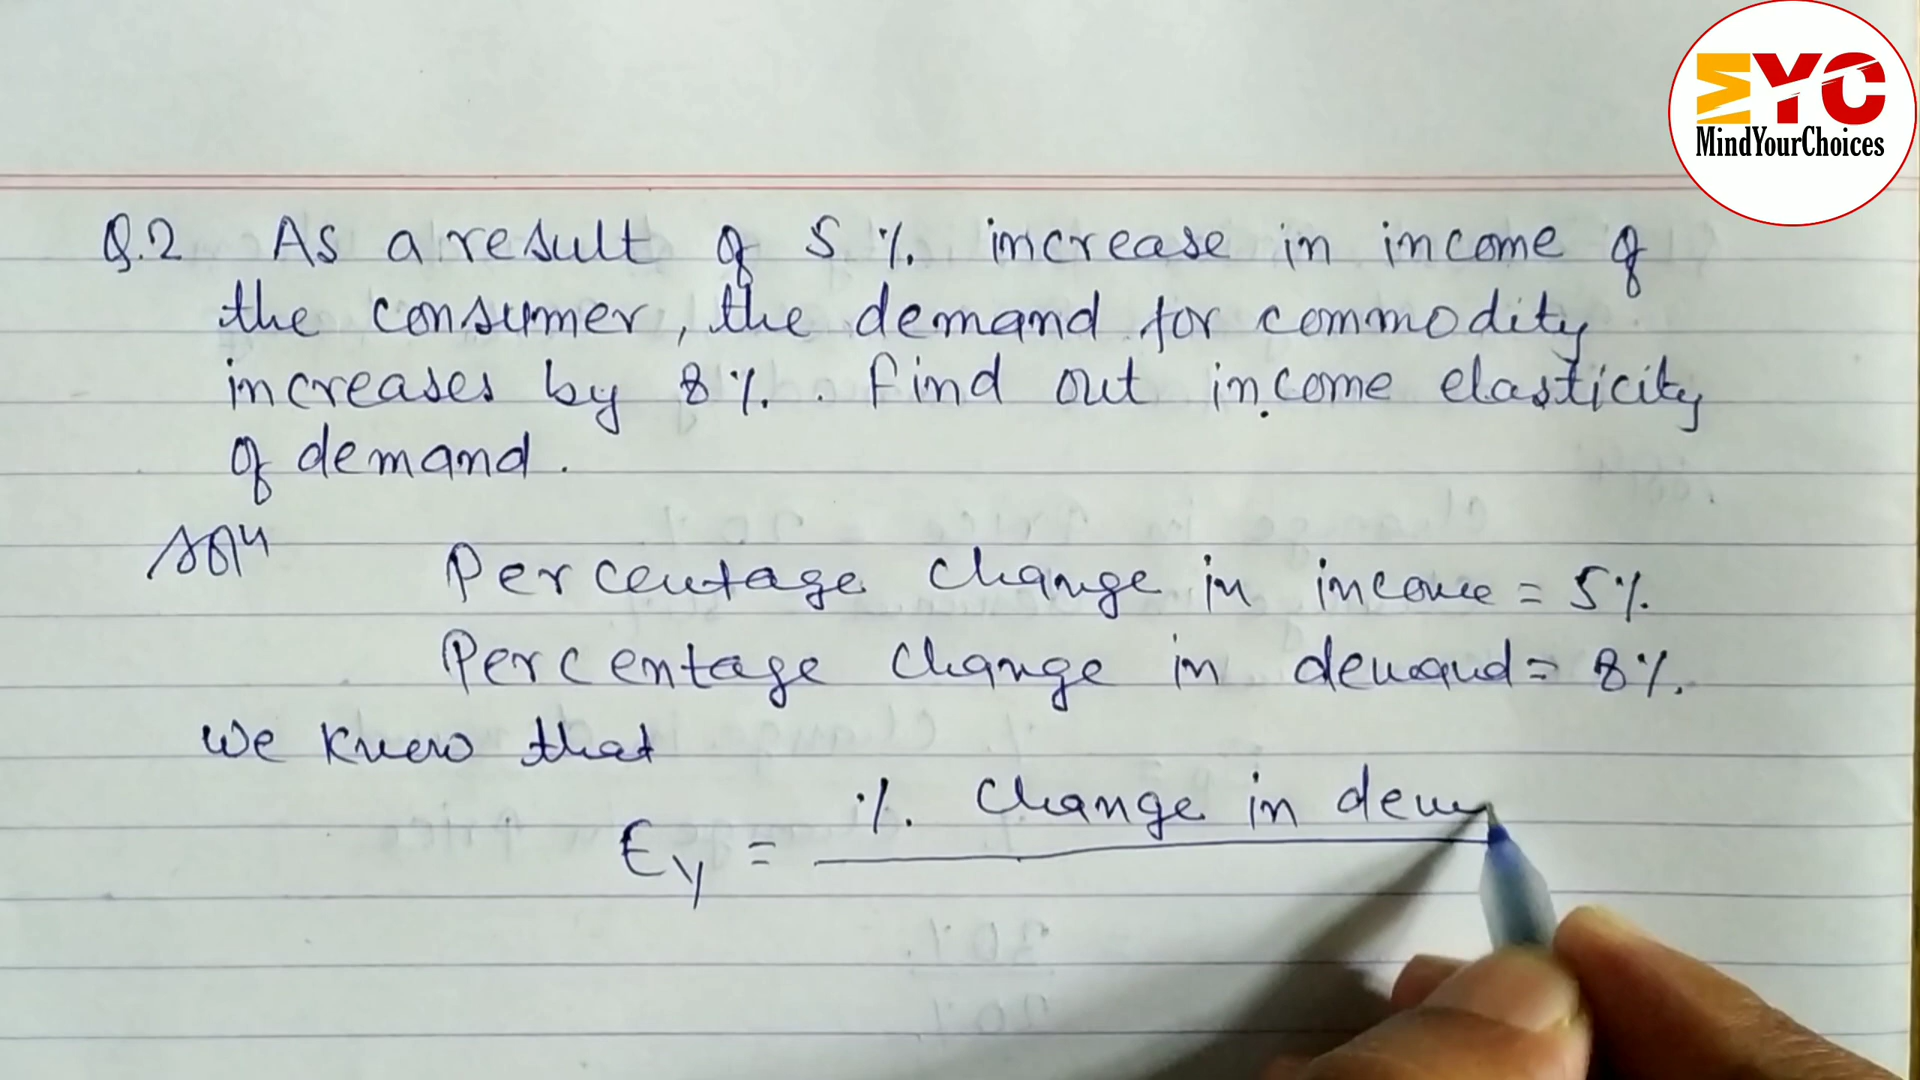 MYC
MindYourChoices
Q.2 As a result of 5 %. increase in income of
the consumer, the demand for commodity
increases by 8 %. . Find out income elasticity
of demand.
Percentage change in income = 5%.
Percentage change in demand = 8%.
We know that
%. change in dem
Ey =